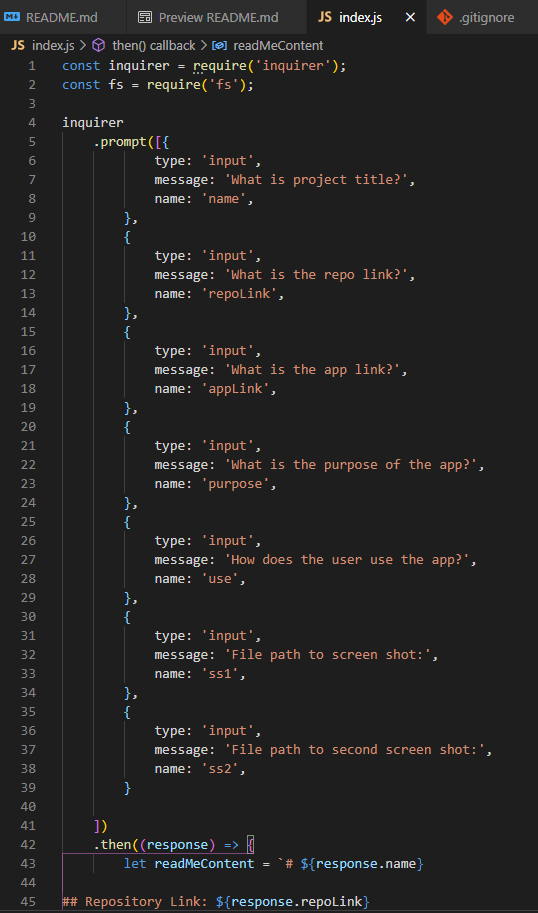 README.md Preview README.md JS index.js × .gitignore
JS index.js > then() callback > readMeContent
1 const inquirer = require('inquirer');
2 const fs = require('fs');
3
4 inquirer
5 .prompt([{
6 type: 'input',
7 message: 'What is project title?',
8 name: 'name',
9 },
10 {
11 type: 'input',
12 message: 'What is the repo link?',
13 name: 'repoLink',
14 },
15 {
16 type: 'input',
17 message: 'What is the app link?',
18 name: 'appLink',
19 },
20 {
21 type: 'input',
22 message: 'What is the purpose of the app?',
23 name: 'purpose',
24 },
25 {
26 type: 'input',
27 message: 'How does the user use the app?',
28 name: 'use',
29 },
30 {
31 type: 'input',
32 message: 'File path to screen shot:',
33 name: 'ss1',
34 },
35 {
36 type: 'input',
37 message: 'File path to second screen shot:',
38 name: 'ss2',
39 }
40
41 ])
42 .then((response) => {
43 let readMeContent = `# ${response.name}
44
45 ## Repository Link: ${response.repoLink}